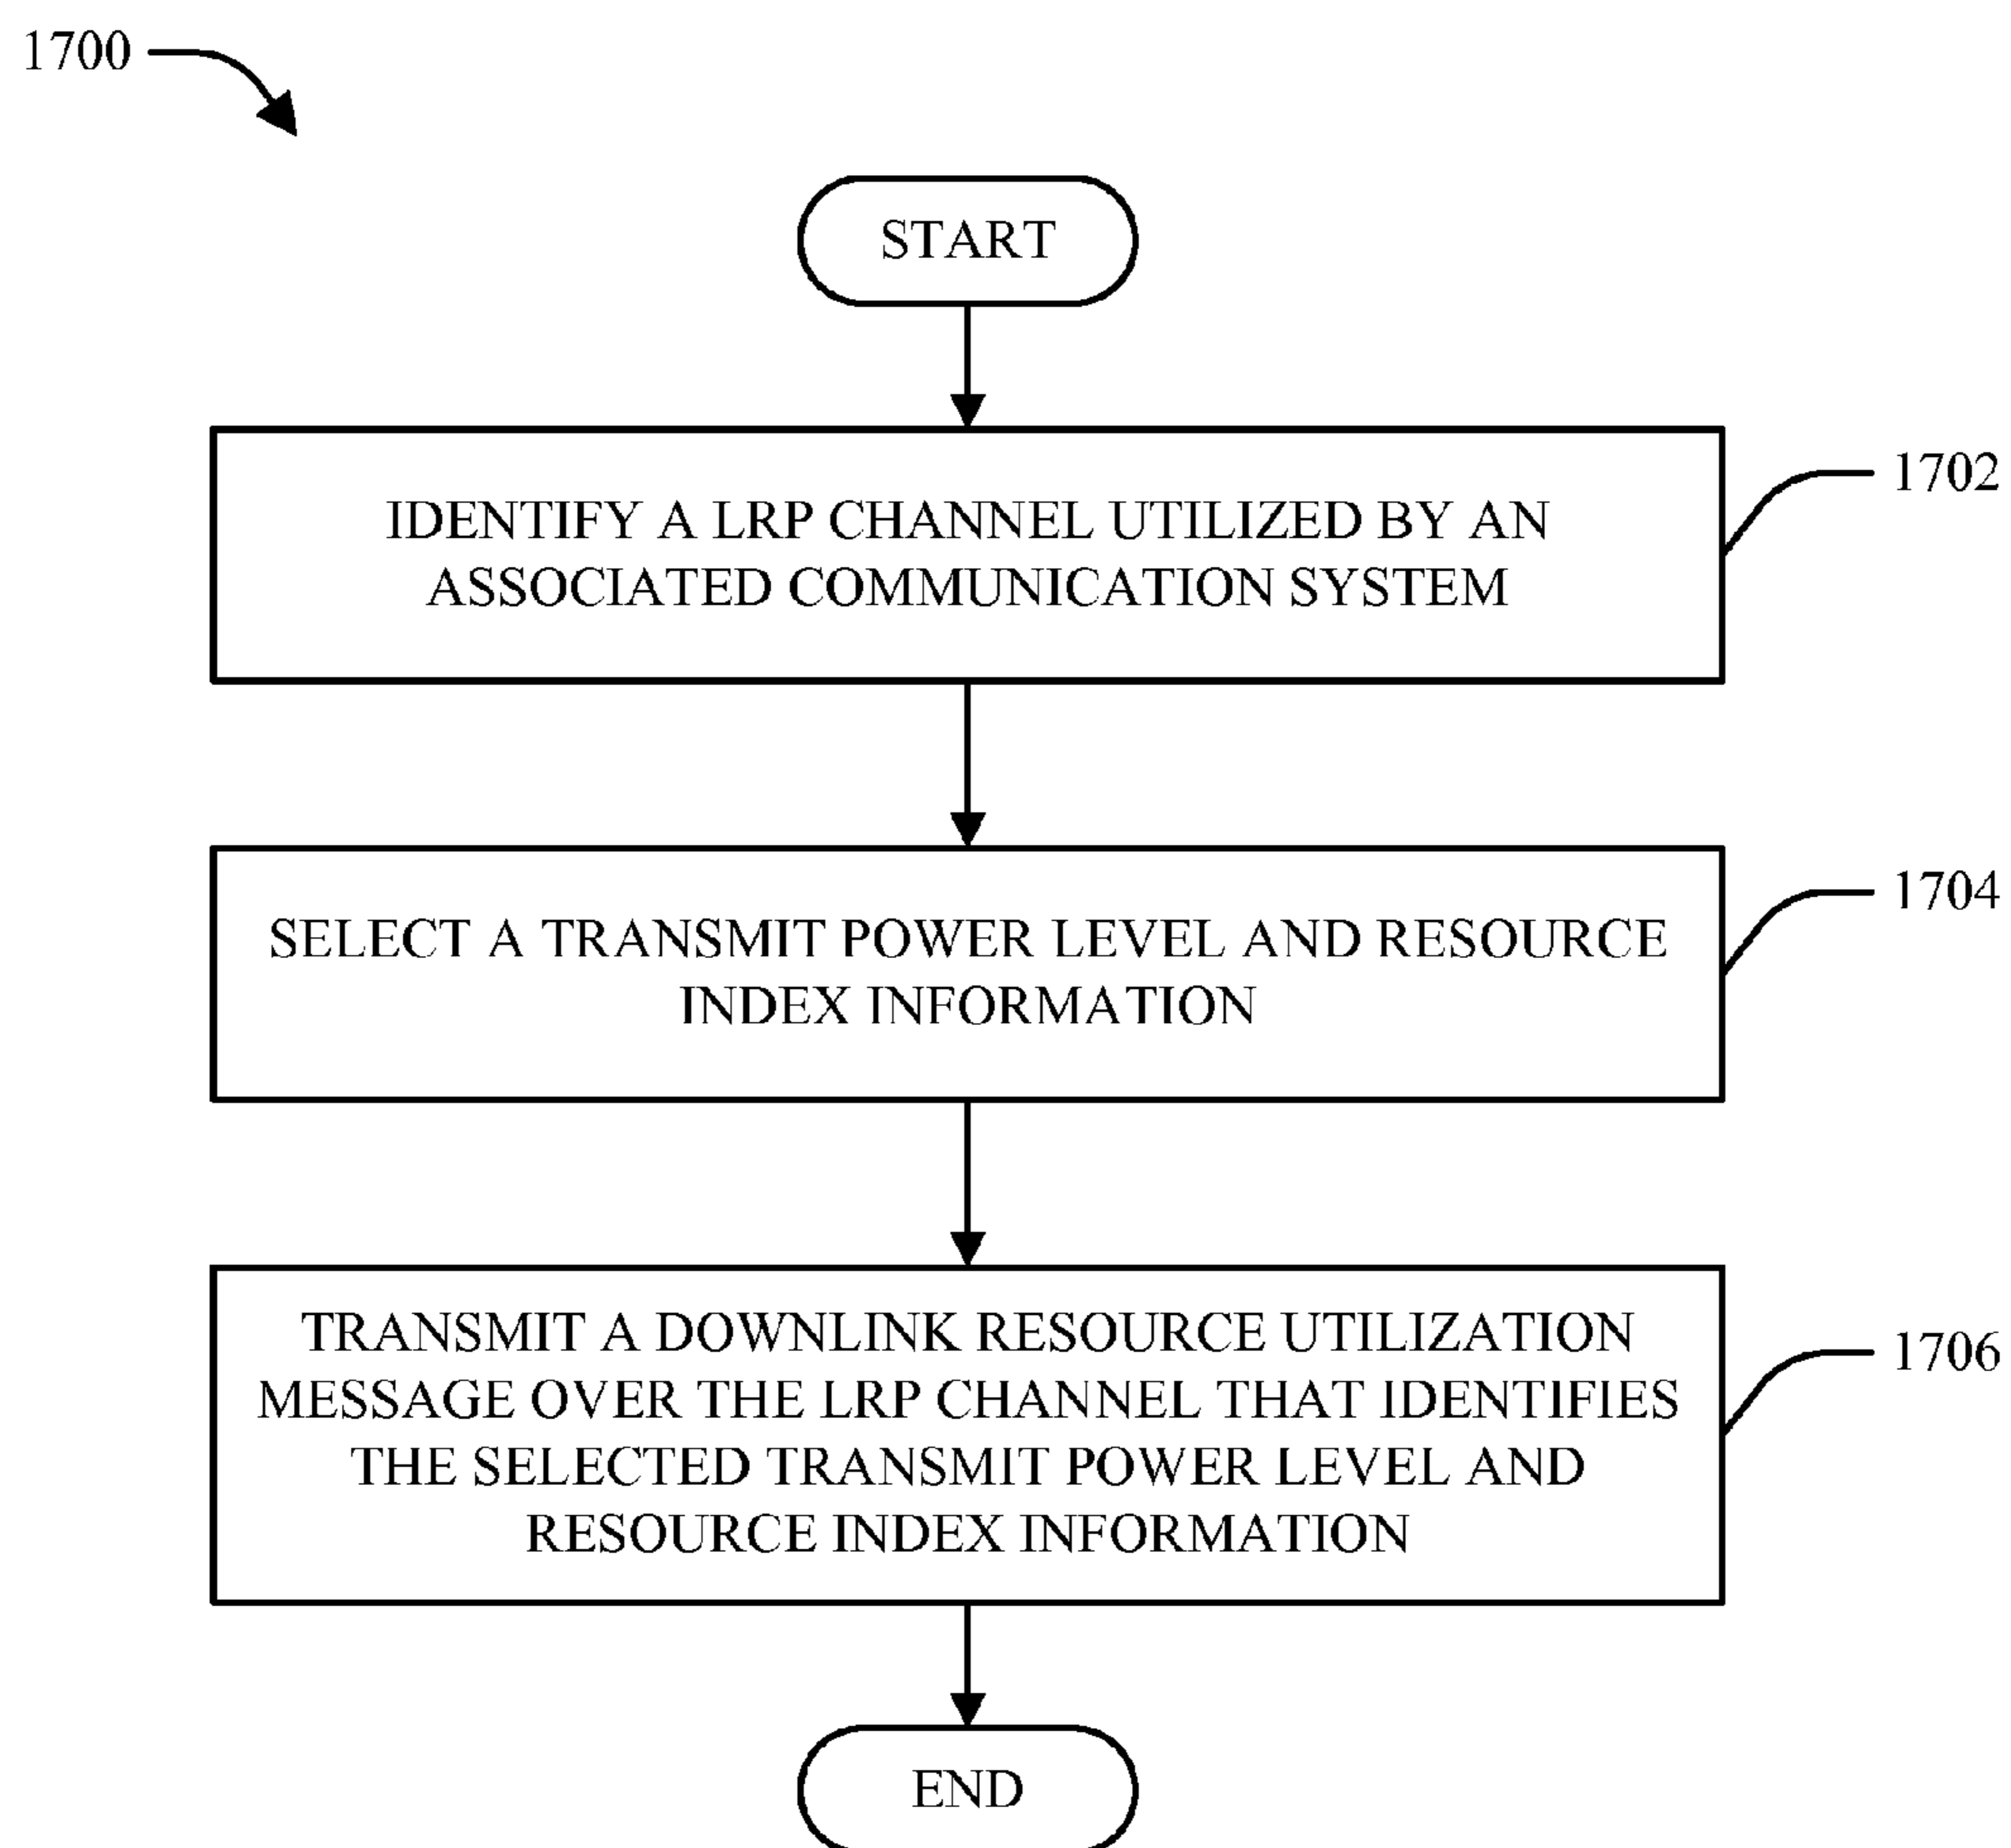 1700
START
IDENTIFY A LRP CHANNEL UTILIZED BY AN
ASSOCIATED COMMUNICATION SYSTEM
1702
SELECT A TRANSMIT POWER LEVEL AND RESOURCE
INDEX INFORMATION
1704
TRANSMIT A DOWNLINK RESOURCE UTILIZATION
MESSAGE OVER THE LRP CHANNEL THAT IDENTIFIES
THE SELECTED TRANSMIT POWER LEVEL AND
RESOURCE INDEX INFORMATION
1706
END